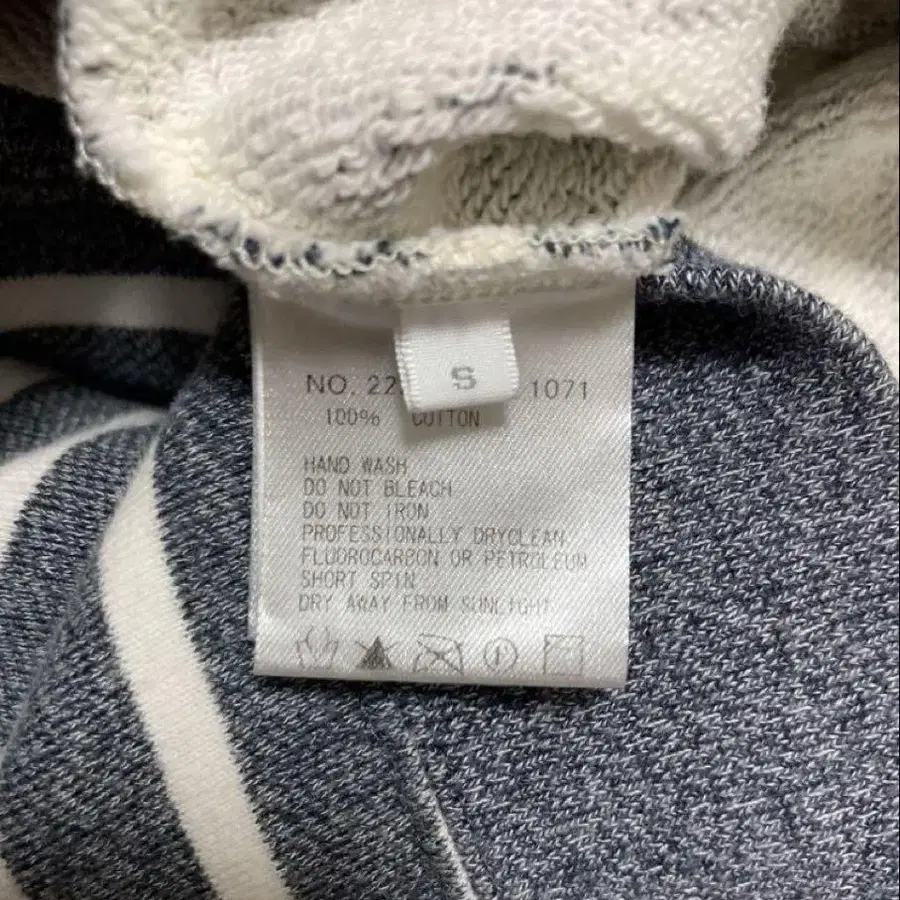 S
NO. 22 1071
100% COTTON
HAND WASH
DO NOT BLEACH
DO NOT IRON
PROFESSIONALLY DRYCLEAN
FLUOROCARBON OR PETROLEUM
SHORT SPIN
DRY AWAY FROM SUNLIGHT